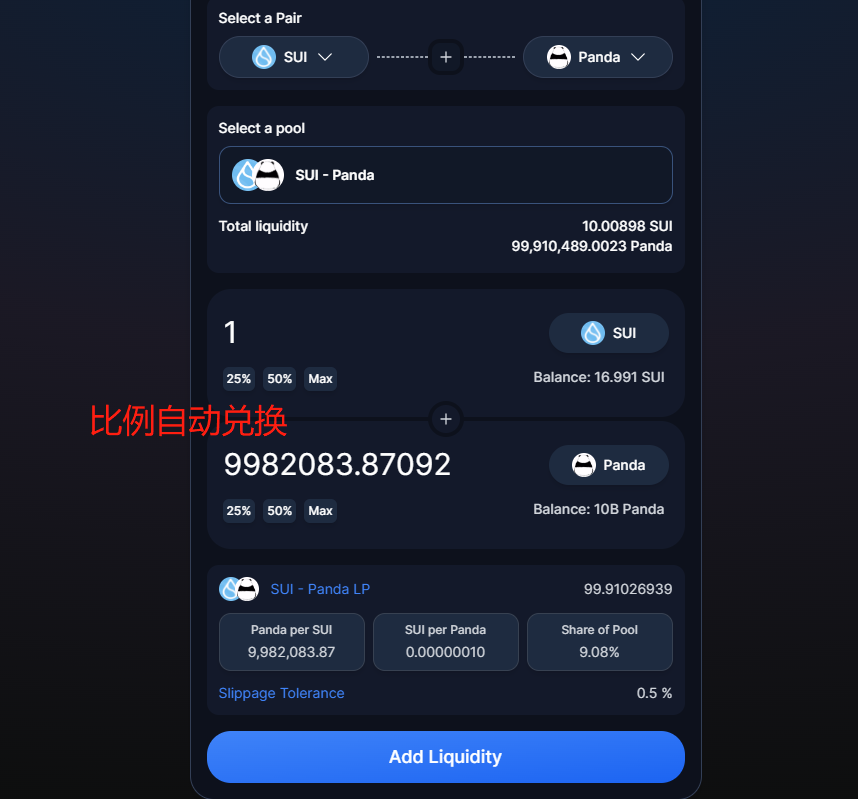 Select a Pair
SUI
+
Panda
Select a pool
SUI - Panda
Total liquidity
10.00898 SUI
99,910,489.0023 Panda
1
SUI
25% 50% Max
Balance: 16.991 SUI
比例自动兑换
+
9982083.87092
Panda
25% 50% Max
Balance: 10B Panda
SUI - Panda LP
99.91026939
Panda per SUI
9,982,083.87
SUI per Panda
0.00000010
Share of Pool
9.08%
Slippage Tolerance
0.5 %
Add Liquidity